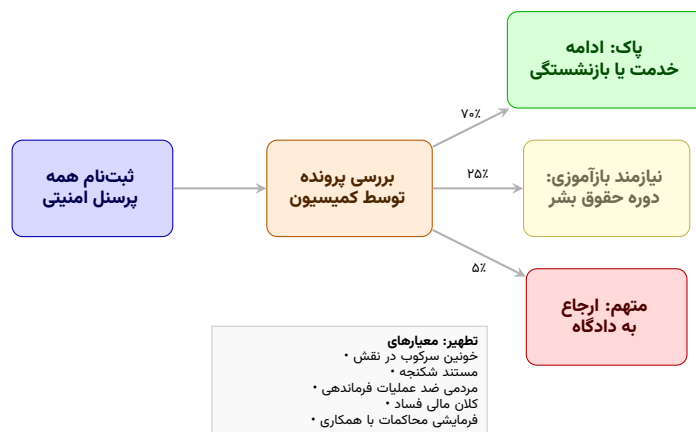 پاک: ادامه
خدمت یا بازنشستگی
۷۰٪
ثبت‌نام همه
پرسنل امنیتی
بررسی پرونده
توسط کمیسیون
۲۵٪
نیازمند بازآموزی:
دوره حقوق بشر
۵٪
متهم: ارجاع
به دادگاه
تطهیر: معیارهای
خونین سرکوب در نقش •
مستند شکنجه •
مردمی ضد عملیات فرماندهی •
کلان مالی فساد •
فرمایشی محاکمات با همکاری •